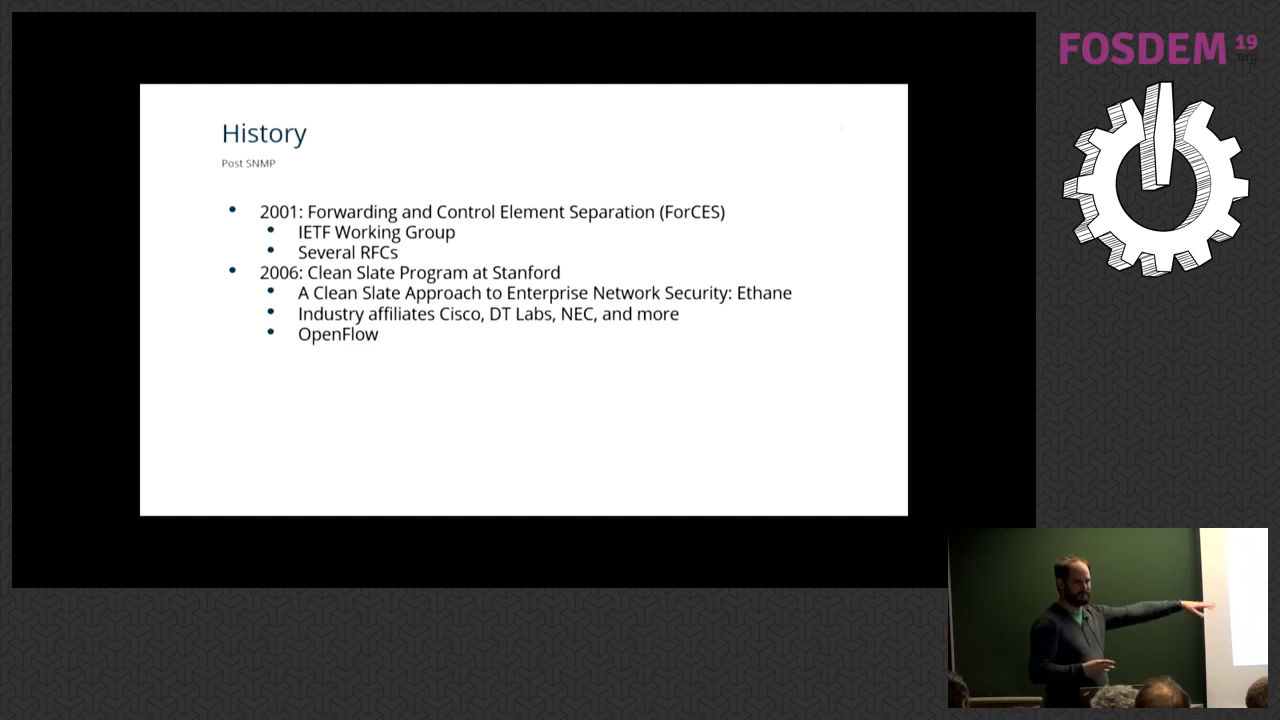 FOSDEM 19
.org
History
Post SNMP
2001: Forwarding and Control Element Separation (ForCES)
IETF Working Group
Several RFCs
2006: Clean Slate Program at Stanford
A Clean Slate Approach to Enterprise Network Security: Ethane
Industry affiliates Cisco, DT Labs, NEC, and more
OpenFlow